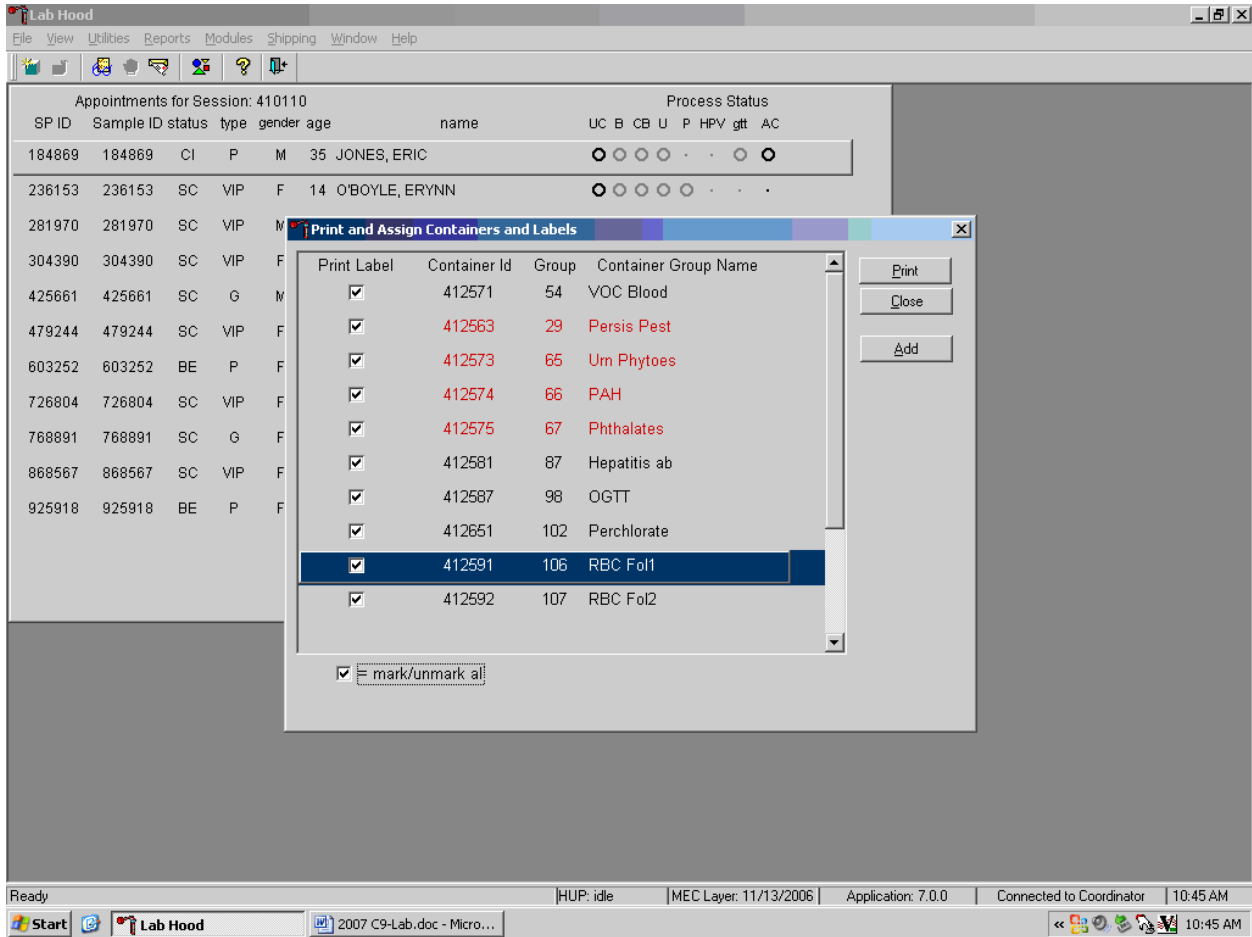 Lab Hood
File View Utilities Reports Modules Shipping Window Help
Appointments for Session: 410110 Process Status
SP ID Sample ID status type gender age name UC B CB U P HPV gtt AC
184869 184869 CI P M 35 JONES, ERIC
236153 236153 SC VIP F 14 O'BOYLE, ERYNN
281970 281970 SC VIP M
304390 304390 SC VIP F
425661 425661 SC G M
479244 479244 SC VIP F
603252 603252 BE P F
726804 726804 SC VIP F
768891 768891 SC G F
868567 868567 SC VIP F
925918 925918 BE P F
Print and Assign Containers and Labels
Print Label Container Id Group Container Group Name
412571 54 VOC Blood
412563 29 Persis Pest
412573 65 Urn Phytoes
412574 66 PAH
412575 67 Phthalates
412581 87 Hepatitis ab
412587 98 OGTT
412651 102 Perchlorate
412591 106 RBC Fol1
412592 107 RBC Fol2
= mark/unmark al
Print
Close
Add
Ready HUP: idle MEC Layer: 11/13/2006 Application: 7.0.0 Connected to Coordinator 10:45 AM
Start Lab Hood 2007 C9-Lab.doc - Micro... « 10:45 AM